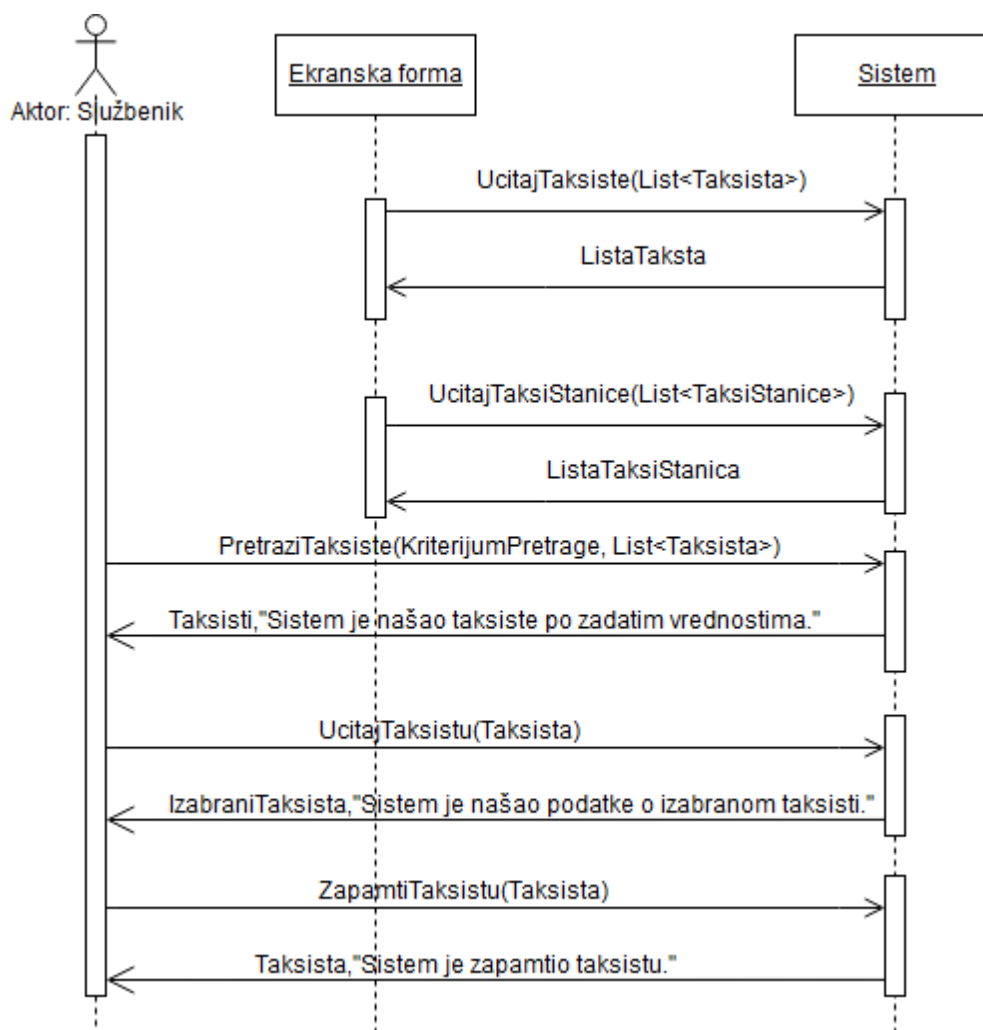 Aktor: Službenik
Ekranska forma
Sistem
UcitajTaksiste(List<Taksista>)
ListaTaksta
UcitajTaksiStanice(List<TaksiStanice>)
ListaTaksiStanica
PretraziTaksiste(KriterijumPretrage, List<Taksista>)
Taksisti,"Sistem je našao taksiste po zadatim vrednostima."
UcitajTaksistu(Taksista)
IzabraniTaksista,"Sistem je našao podatke o izabranom taksisti."
ZapamtiTaksistu(Taksista)
Taksista,"Sistem je zapamtio taksistu."